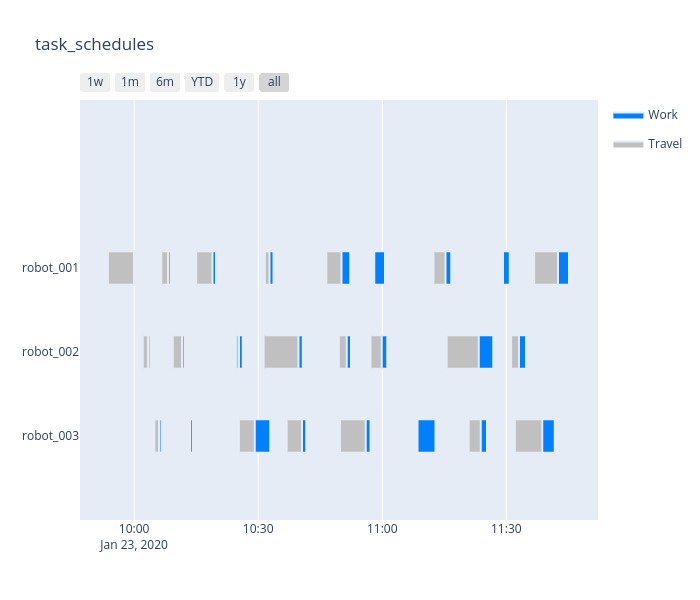 task_schedules
1w 1m 6m YTD 1y all
Work
Travel
robot_001
robot_002
robot_003
10:00 10:30 11:00 11:30
Jan 23, 2020